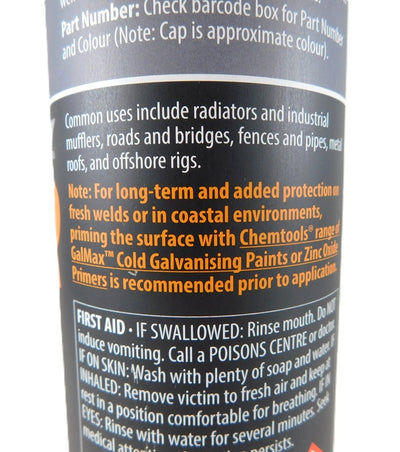 Part Number: Check barcode box for Part Number
and Colour (Note: Cap is approximate colour).
Common uses include radiators and industrial
mufflers, roads and bridges, fences and pipes, metal
roofs, and offshore rigs.
Note: For long-term and added protection on
fresh welds or in coastal environments,
priming the surface with Chemtools® range of
GalMax™ Cold Galvanising Paints or Zinc Oxide
Primers is recommended prior to application.
FIRST AID • IF SWALLOWED: Rinse mouth. Do NOT
induce vomiting. Call a POISONS CENTRE or doctor.
IF ON SKIN: Wash with plenty of soap and water. IF
INHALED: Remove victim to fresh air and keep at
rest in a position comfortable for breathing. IF IN
EYES: Rinse with water for several minutes. Seek
medical attention persists.